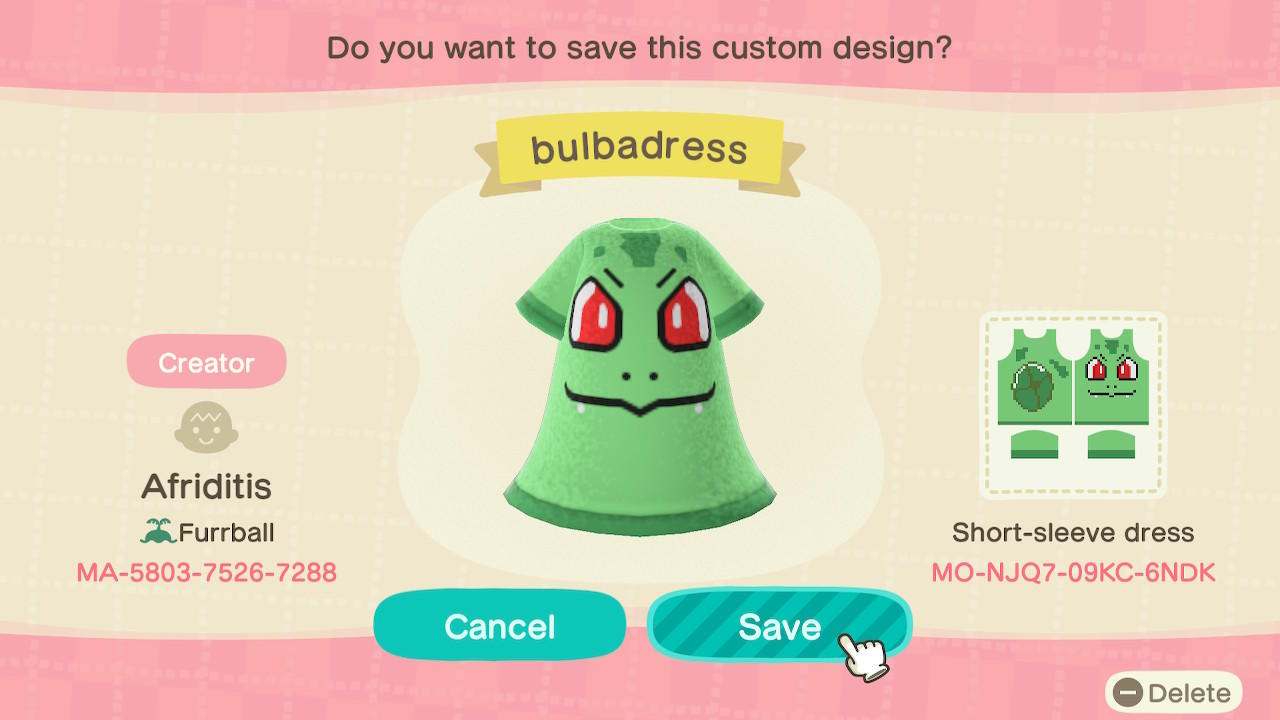 Do you want to save this custom design?
bulbadress
Creator
Afriditis
Furrball
MA-5803-7526-7288
Short-sleeve dress
MO-NJQ7-09KC-6NDK
Cancel
Save
Delete